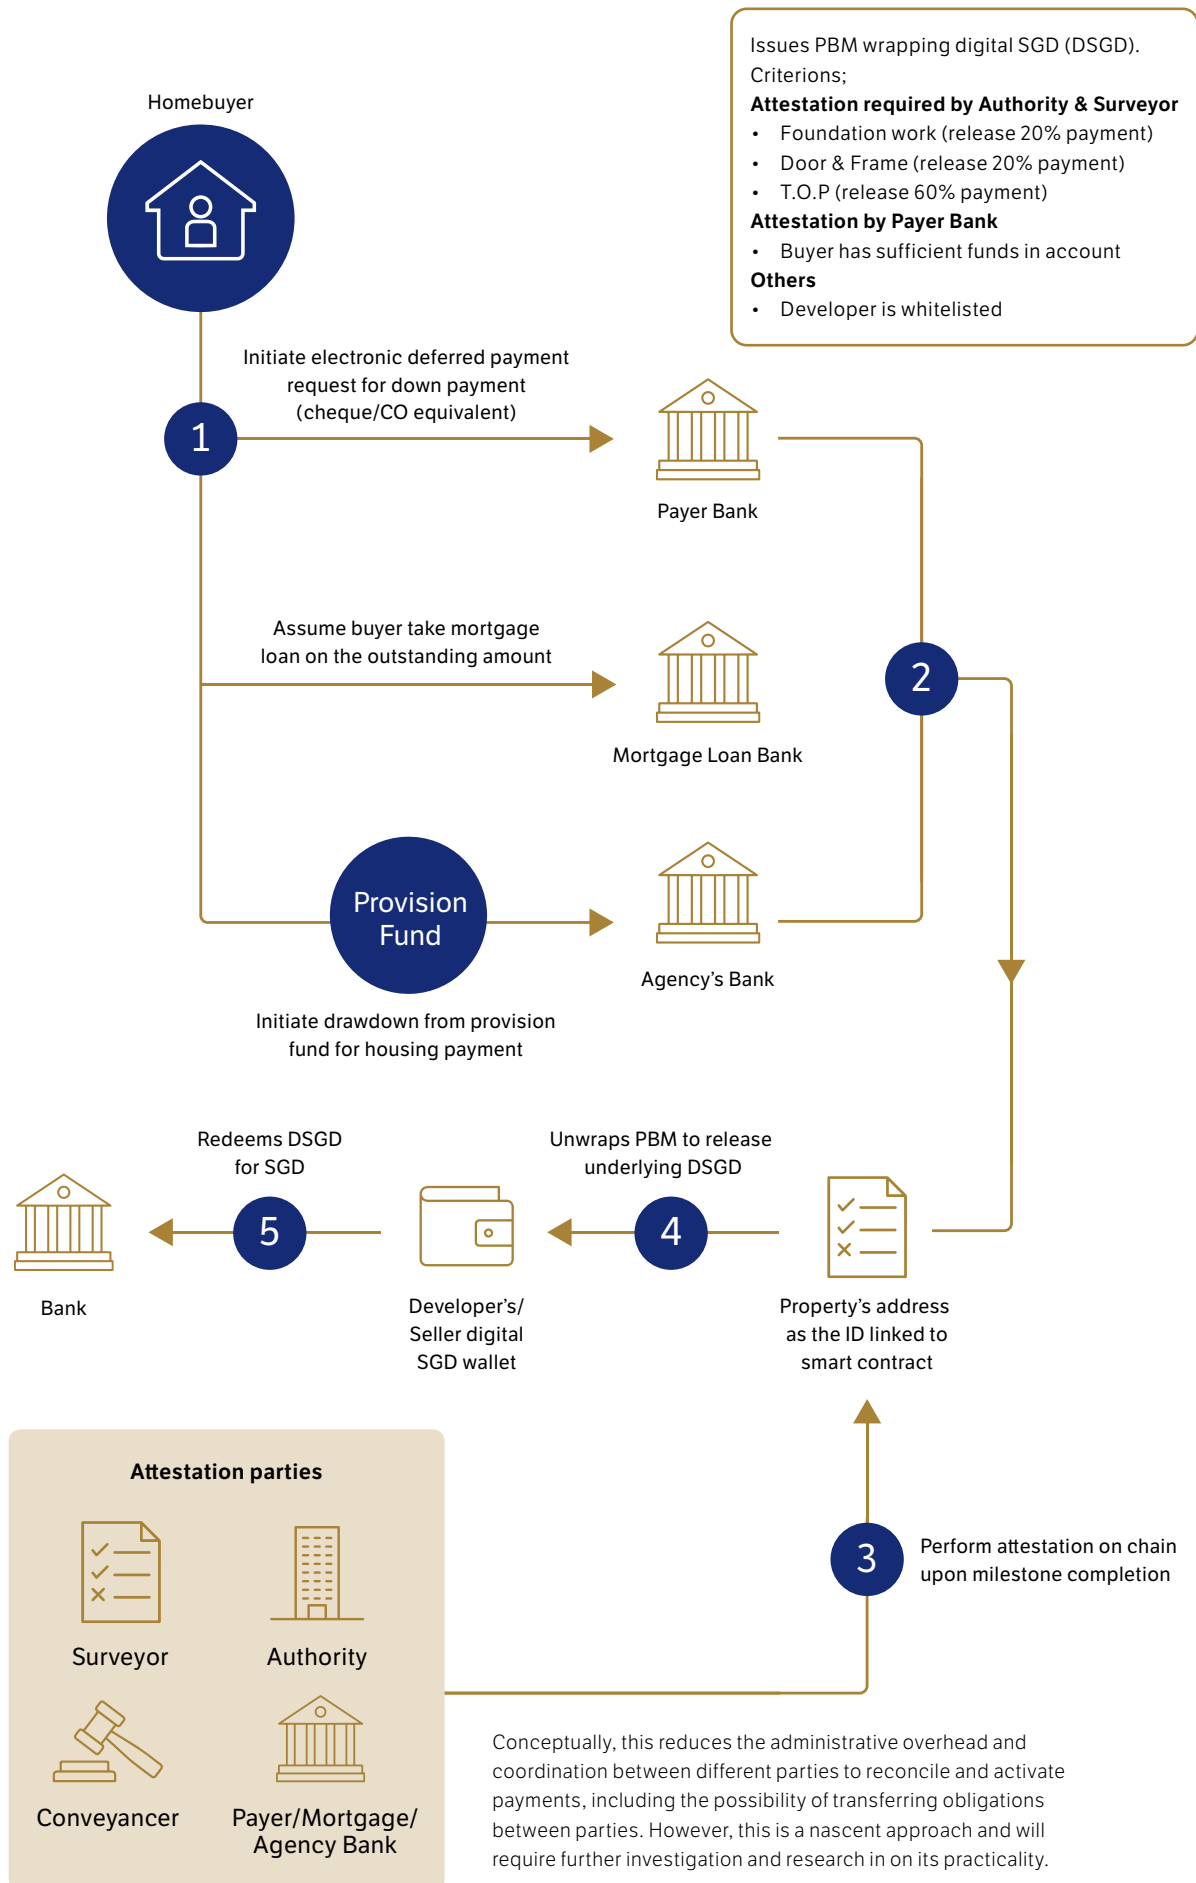 Issues PBM wrapping digital SGD (DSGD).
Criterions;
Attestation required by Authority & Surveyor
• Foundation work (release 20% payment)
• Door & Frame (release 20% payment)
• T.O.P (release 60% payment)
Attestation by Payer Bank
• Buyer has sufficient funds in account
Others
• Developer is whitelisted
Homebuyer
1
Initiate electronic deferred payment
request for down payment
(cheque/CO equivalent)
Payer Bank
Assume buyer take mortgage
loan on the outstanding amount
Mortgage Loan Bank
2
Provision
Fund
Initiate drawdown from provision
fund for housing payment
Agency's Bank
Redeems DSGD
for SGD
5
Bank
Unwraps PBM to release
underlying DSGD
4
Developer's/
Seller digital
SGD wallet
Property's address
as the ID linked to
smart contract
3
Perform attestation on chain
upon milestone completion
Attestation parties
Surveyor
Authority
Conveyancer
Payer/Mortgage/
Agency Bank
Conceptually, this reduces the administrative overhead and
coordination between different parties to reconcile and activate
payments, including the possibility of transferring obligations
between parties. However, this is a nascent approach and will
require further investigation and research in on its practicality.